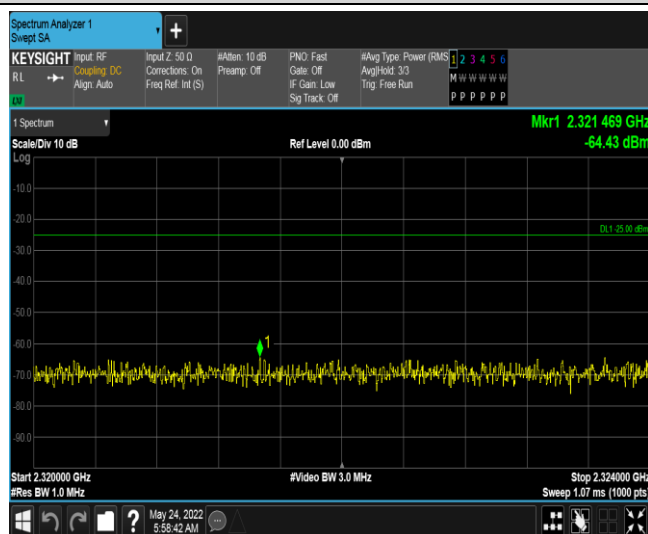 Spectrum Analyzer 1
Swept SA
+
KEYSIGHT
RL
LXI
Input: RF
Coupling: DC
Align: Auto
Input Z: 50 Ω
Corrections: On
Freq Ref: Int (S)
#Atten: 10 dB
Preamp: Off
PNO: Fast
Gate: Off
IF Gain: Low
Sig Track: Off
#Avg Type: Power (RMS
Avg|Hold: 3/3
Trig: Free Run
1 2 3 4 5 6
M W W W W W
P P P P P P
1 Spectrum
Scale/Div 10 dB
Ref Level 0.00 dBm
Mkr1 2.321 469 GHz
-64.43 dBm
Log
-10.0
-20.0
DL1 -25.00 dBm
-30.0
-40.0
-50.0
-60.0
1
-70.0
-80.0
-90.0
Start 2.320000 GHz
#Video BW 3.0 MHz
Stop 2.324000 GHz
#Res BW 1.0 MHz
Sweep 1.07 ms (1000 pts)
?
May 24, 2022
5:58:42 AM